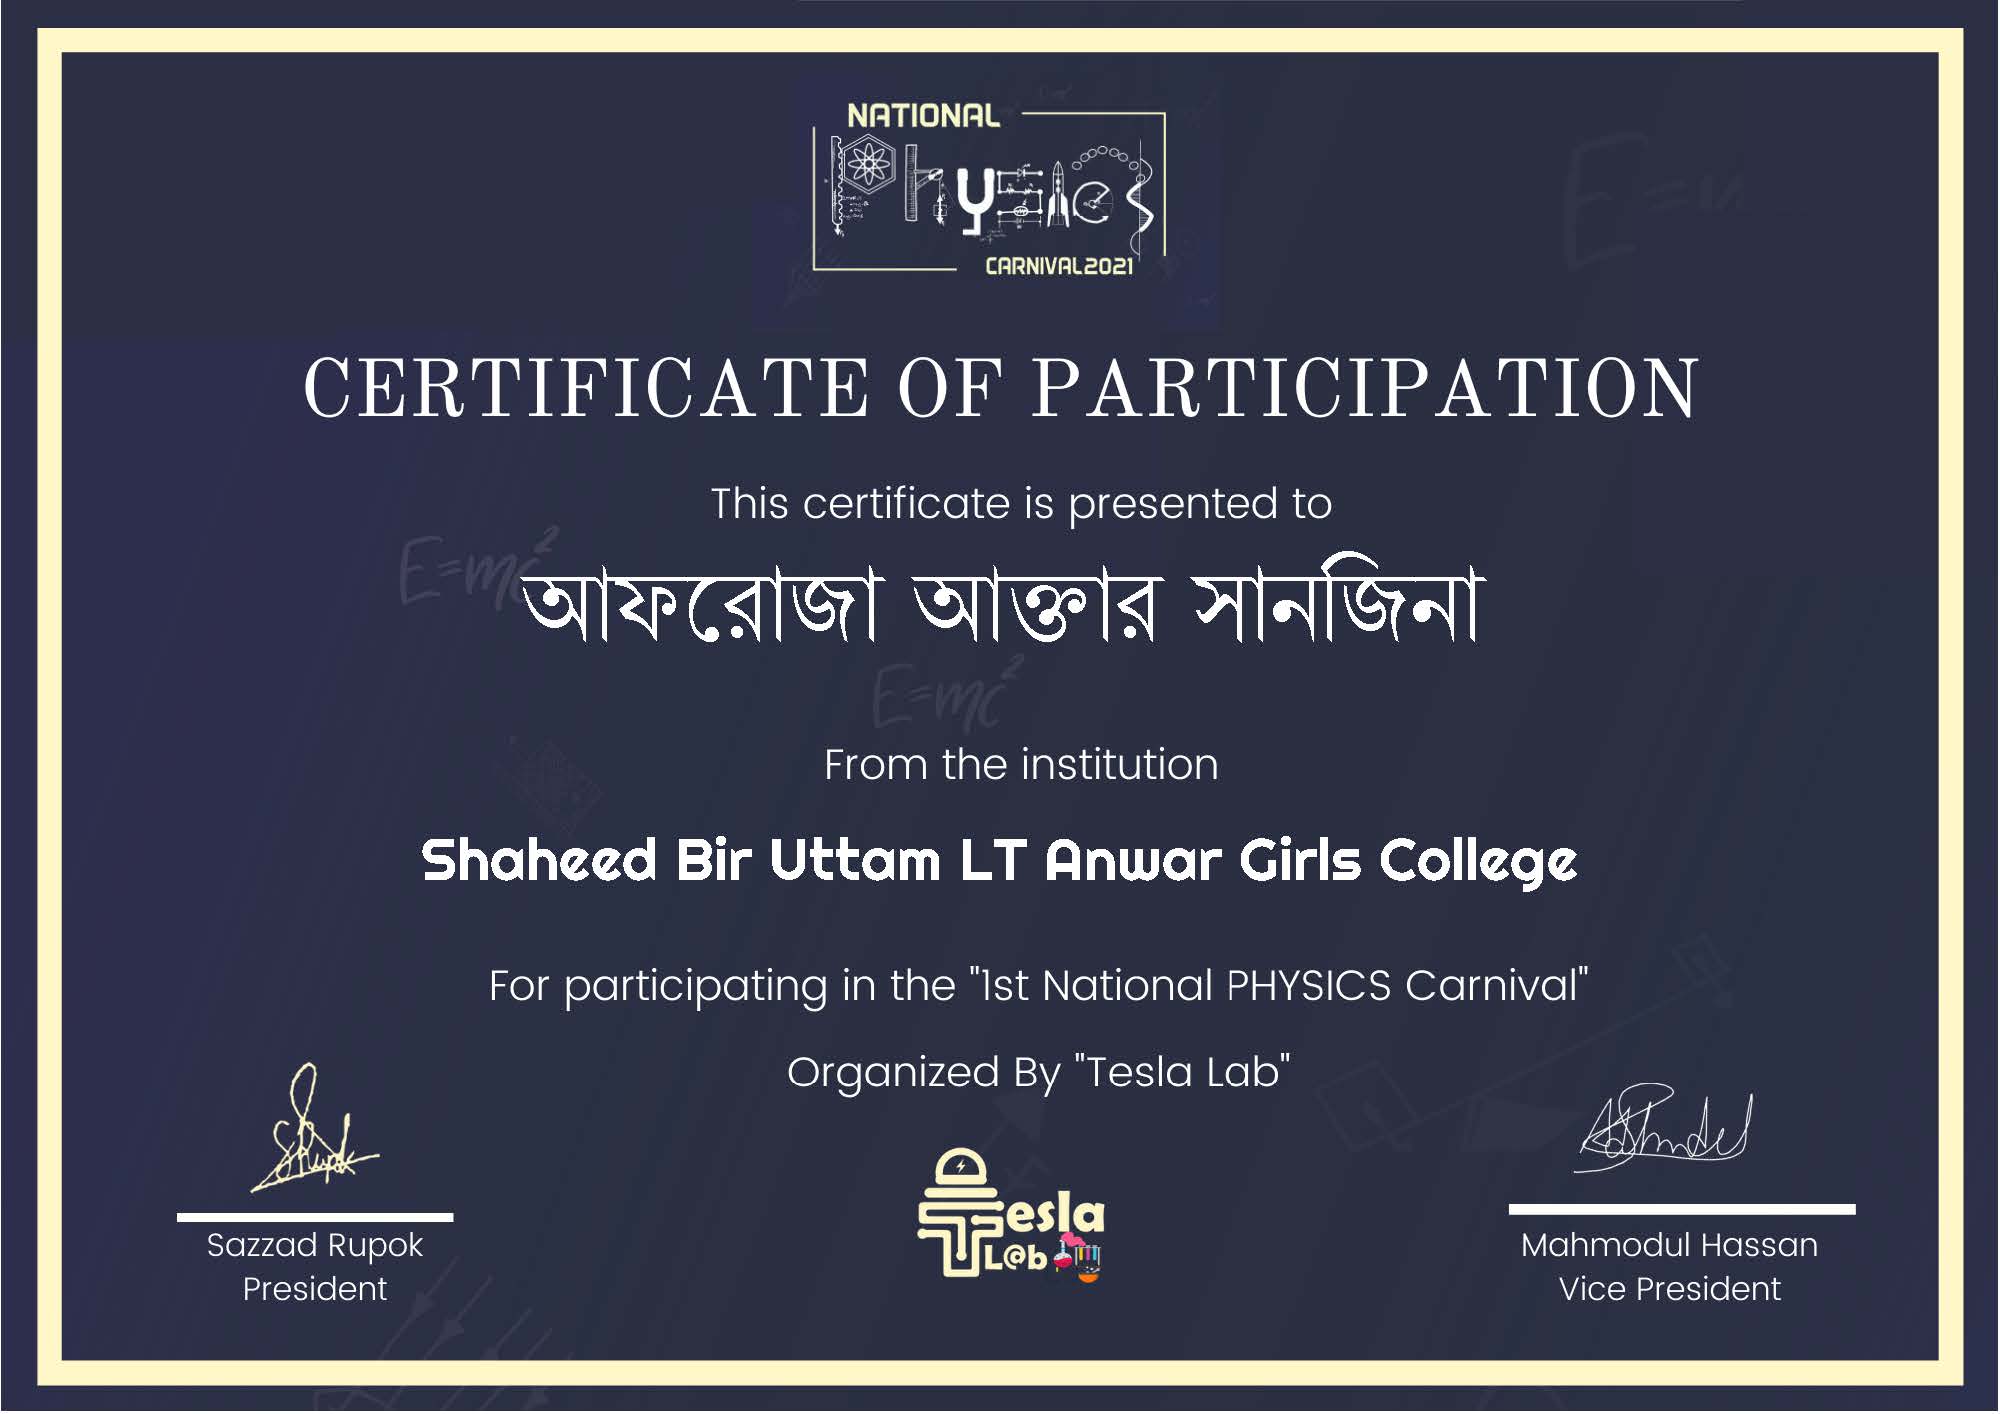 NATIONAL
Physics
CARNIVAL2021
E=m
CERTIFICATE OF PARTICIPATION
This certificate is presented to
E=mc²
আফরোজা আক্তার সানজিনা
E=mc²
From the institution
Shaheed Bir Uttam LT Anwar Girls College
For participating in the "1st National PHYSICS Carnival"
Organized By "Tesla Lab"
Tesla
L@b
Sazzad Rupok
President
Mahmodul Hassan
Vice President